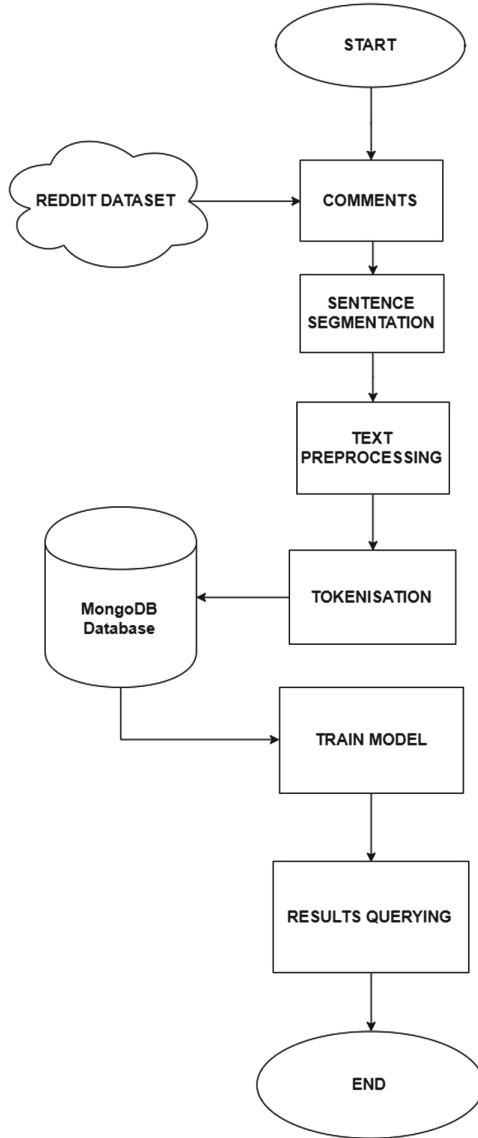 START
REDDIT DATASET
COMMENTS
SENTENCE
SEGMENTATION
TEXT
PREPROCESSING
TOKENISATION
MongoDB
Database
TRAIN MODEL
RESULTS QUERYING
END